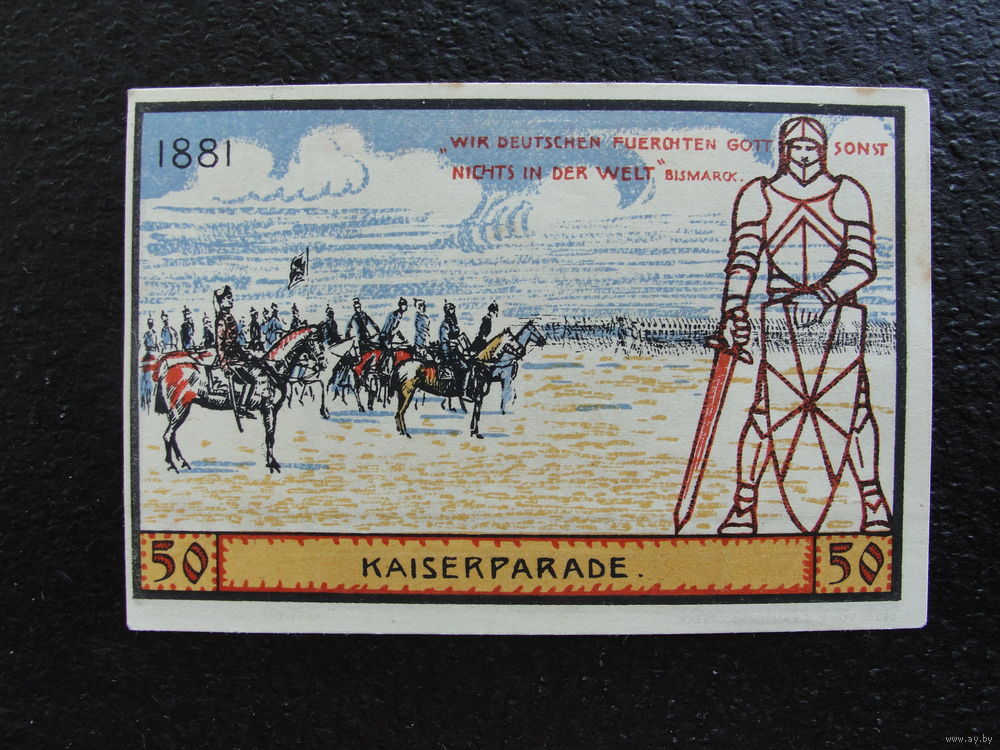 1881
„WIR DEUTSCHEN FUERCHTEN GOTT SONST
NICHTS IN DER WELT" BISMARCK.
50 KAISERPARADE. 50
www.ay.by